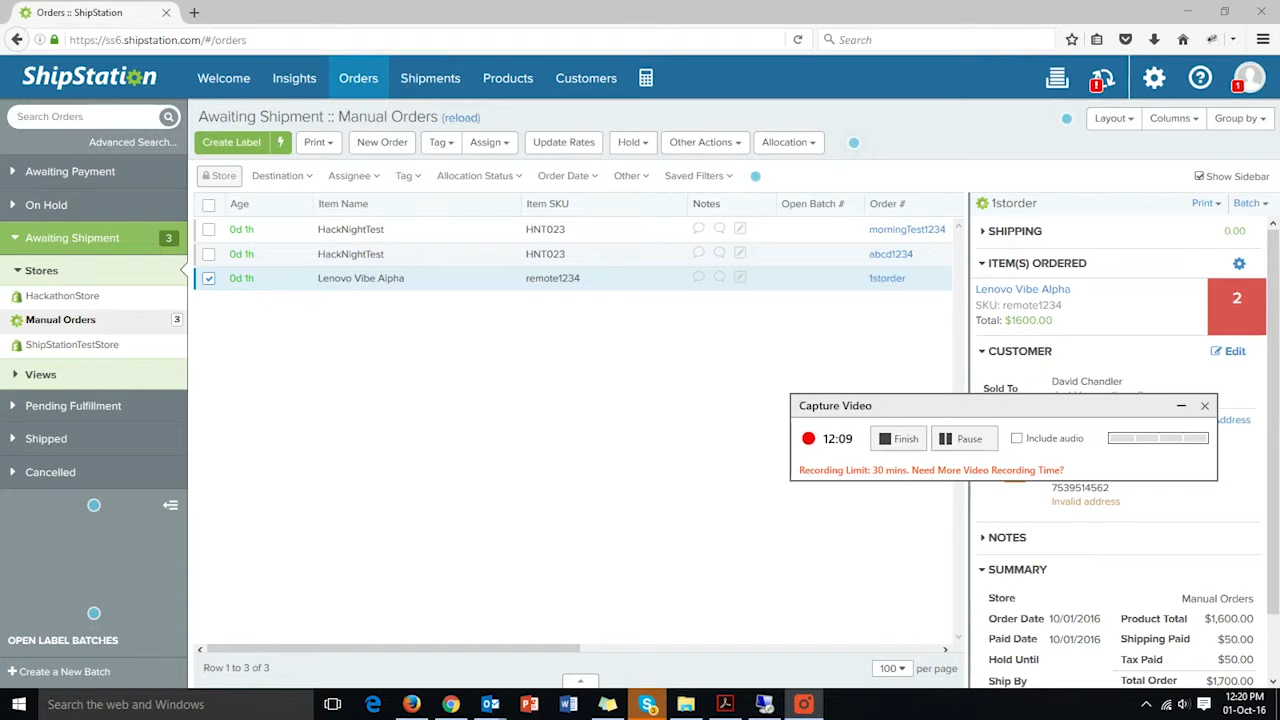 Orders :: ShipStation
https://ss6.shipstation.com/#/orders
Search
ShipStation
Welcome
Insights
Orders
Shipments
Products
Customers
1
Search Orders
Advanced Search...
Awaiting Payment
On Hold
Awaiting Shipment 3
Stores
HackathonStore
Manual Orders 3
ShipStationTestStore
Views
Pending Fulfillment
Shipped
Cancelled
OPEN LABEL BATCHES
Create a New Batch
Awaiting Shipment :: Manual Orders (reload)
Layout
Columns
Group by
Create Label
Print
New Order
Tag
Assign
Update Rates
Hold
Other Actions
Allocation
Store
Destination
Assignee
Tag
Allocation Status
Order Date
Other
Saved Filters
Show Sidebar
Age Item Name Item SKU Notes Open Batch # Order #
0d 1h HackNightTest HNT023 morningTest1234
0d 1h HackNightTest HNT023 abcd1234
0d 1h Lenovo Vibe Alpha remote1234 1storder
Row 1 to 3 of 3
100 per page
1storder
Print
Batch
SHIPPING 0.00
ITEM(S) ORDERED
Lenovo Vibe Alpha
SKU: remote1234
Total: $1600.00
2
CUSTOMER
Edit
Sold To
David Chandler
Capture Video
12:09
Finish
Pause
Include audio
Recording Limit: 30 mins. Need More Video Recording Time?
7539514562
Invalid address
NOTES
SUMMARY
Store Manual Orders
Order Date 10/01/2016 Product Total $1,600.00
Paid Date 10/01/2016 Shipping Paid $50.00
Hold Until Tax Paid $50.00
Ship By Total Order $1,700.00
Search the web and Windows
12:20 PM
01-Oct-16